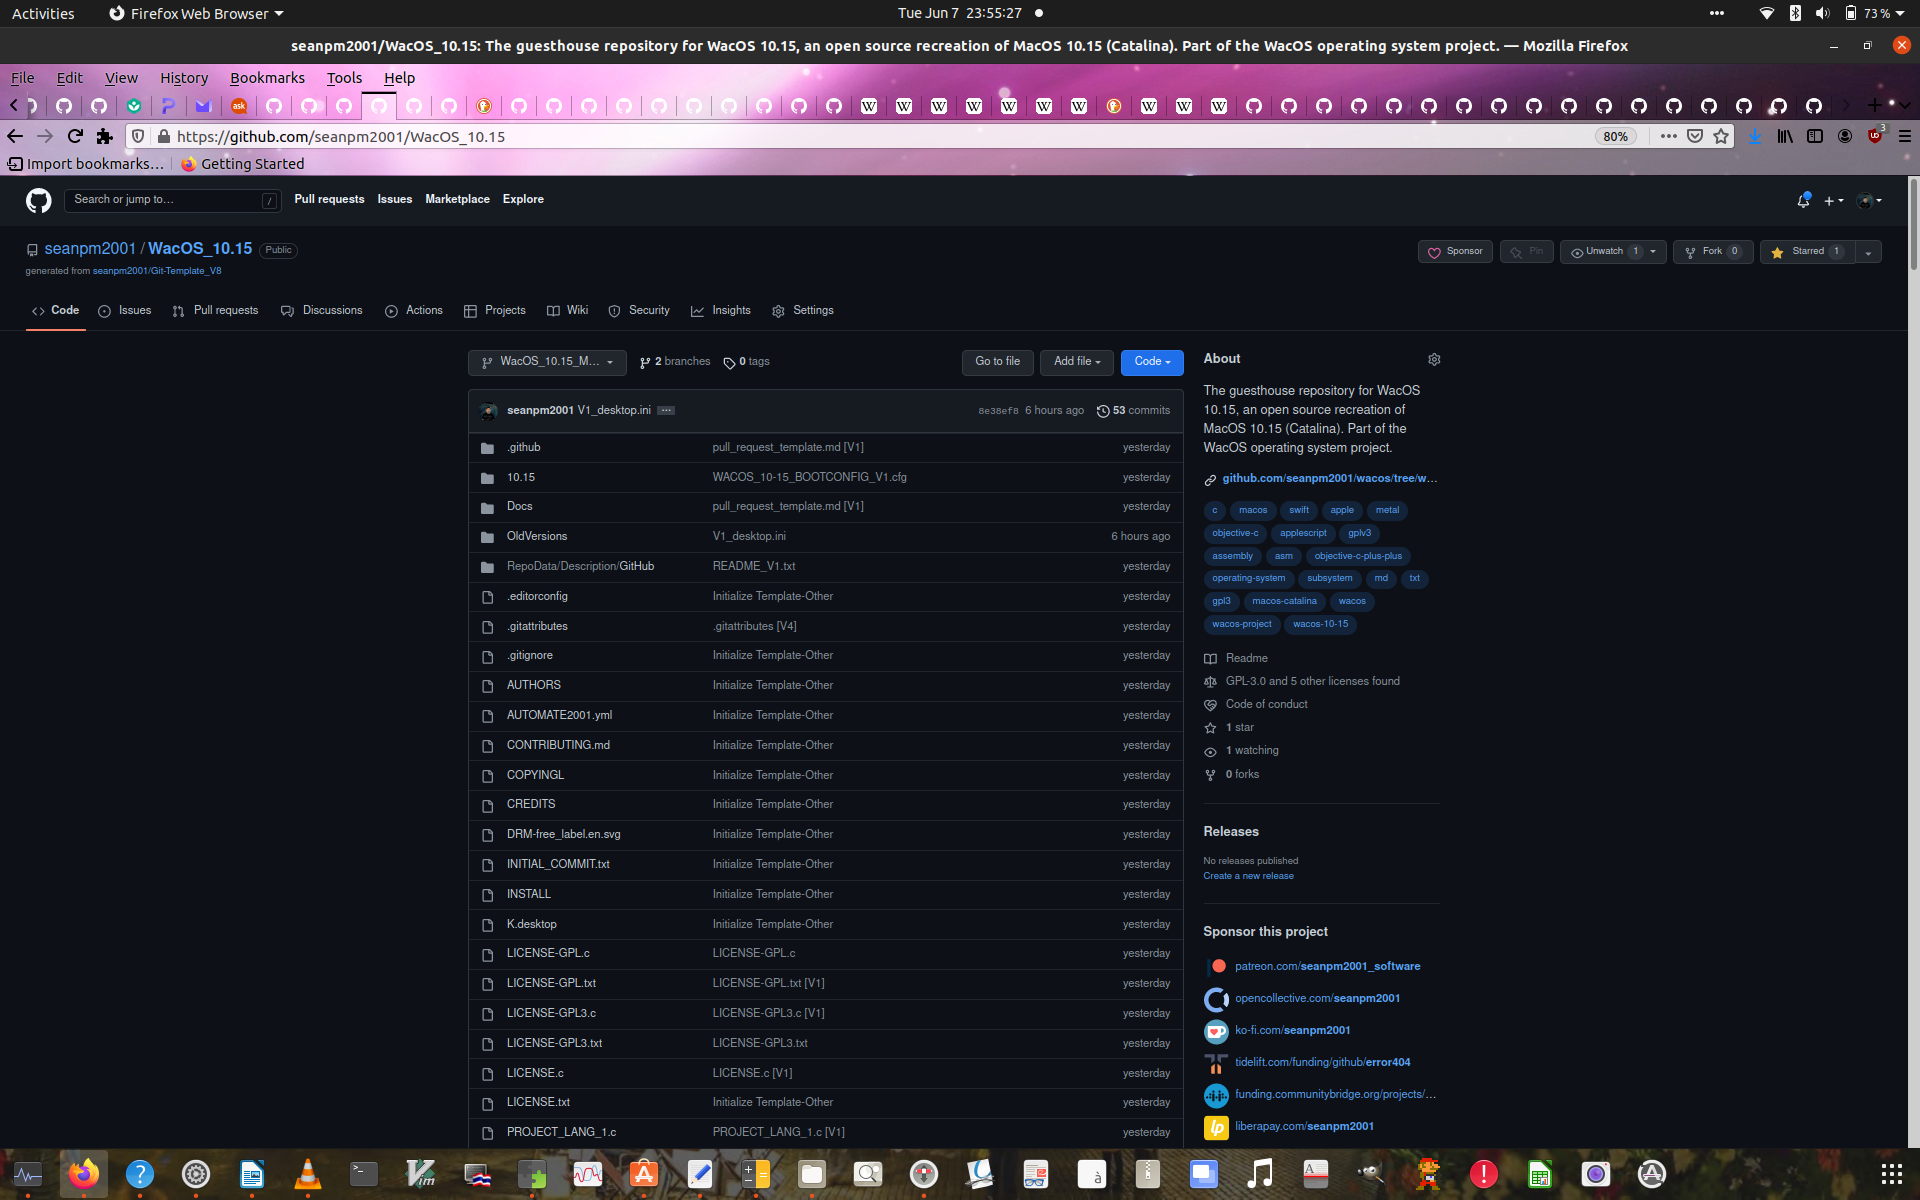 Activities
Firefox Web Browser
Tue Jun 7 23:55:27
73 %
seanpm2001/WacOS_10.15: The guesthouse repository for WacOS 10.15, an open source recreation of MacOS 10.15 (Catalina). Part of the WacOS operating system project. — Mozilla Firefox
File Edit View History Bookmarks Tools Help
https://github.com/seanpm2001/WacOS_10.15
80%
3
Import bookmarks…
Getting Started
Search or jump to…
/
Pull requests
Issues
Marketplace
Explore
seanpm2001 / WacOS_10.15
Public
generated from seanpm2001/Git-Template_V8
Sponsor
Pin
Unwatch 1
Fork 0
Starred 1
Code
Issues
Pull requests
Discussions
Actions
Projects
Wiki
Security
Insights
Settings
WacOS_10.15_M...
2 branches
0 tags
Go to file
Add file
Code
seanpm2001 V1_desktop.ini
8e38ef8 6 hours ago
53 commits
.github pull_request_template.md [V1] yesterday
10.15 WACOS_10-15_BOOTCONFIG_V1.cfg yesterday
Docs pull_request_template.md [V1] yesterday
OldVersions V1_desktop.ini 6 hours ago
RepoData/Description/GitHub README_V1.txt yesterday
.editorconfig Initialize Template-Other yesterday
.gitattributes .gitattributes [V4] yesterday
.gitignore Initialize Template-Other yesterday
AUTHORS Initialize Template-Other yesterday
AUTOMATE2001.yml Initialize Template-Other yesterday
CONTRIBUTING.md Initialize Template-Other yesterday
COPYINGL Initialize Template-Other yesterday
CREDITS Initialize Template-Other yesterday
DRM-free_label.en.svg Initialize Template-Other yesterday
INITIAL_COMMIT.txt Initialize Template-Other yesterday
INSTALL Initialize Template-Other yesterday
K.desktop Initialize Template-Other yesterday
LICENSE-GPL.c LICENSE-GPL.c yesterday
LICENSE-GPL.txt LICENSE-GPL.txt [V1] yesterday
LICENSE-GPL3.c LICENSE-GPL3.c [V1] yesterday
LICENSE-GPL3.txt LICENSE-GPL3.txt yesterday
LICENSE.c LICENSE.c [V1] yesterday
LICENSE.txt Initialize Template-Other yesterday
PROJECT_LANG_1.c PROJECT_LANG_1.c [V1] yesterday
About
The guesthouse repository for WacOS
10.15, an open source recreation of
MacOS 10.15 (Catalina). Part of the
WacOS operating system project.
github.com/seanpm2001/wacos/tree/w...
c macos swift apple metal
objective-c applescript gplv3
assembly asm objective-c-plus-plus
operating-system subsystem md txt
gpl3 macos-catalina wacos
wacos-project wacos-10-15
Readme
GPL-3.0 and 5 other licenses found
Code of conduct
1 star
1 watching
0 forks
Releases
No releases published
Create a new release
Sponsor this project
patreon.com/seanpm2001_software
opencollective.com/seanpm2001
ko-fi.com/seanpm2001
tidelift.com/funding/github/error404
funding.communitybridge.org/projects/...
liberapay.com/seanpm2001